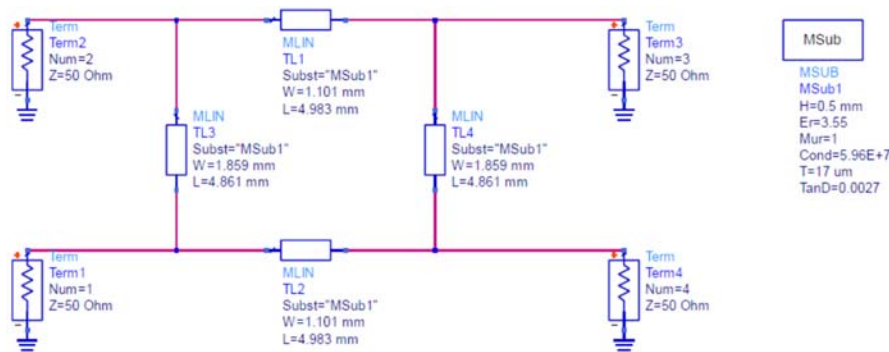 Term
Term2
Num=2
Z=50 Ohm
MLIN
TL1
Subst="MSub1"
W=1.101 mm
L=4.983 mm
Term
Term3
Num=3
Z=50 Ohm
MSub
MSUB
MSub1
H=0.5 mm
Er=3.55
Mur=1
Cond=5.96E+7
T=17 um
TanD=0.0027
MLIN
TL3
Subst="MSub1"
W=1.859 mm
L=4.861 mm
MLIN
TL4
Subst="MSub1"
W=1.859 mm
L=4.861 mm
Term
Term1
Num=1
Z=50 Ohm
MLIN
TL2
Subst="MSub1"
W=1.101 mm
L=4.983 mm
Term
Term4
Num=4
Z=50 Ohm